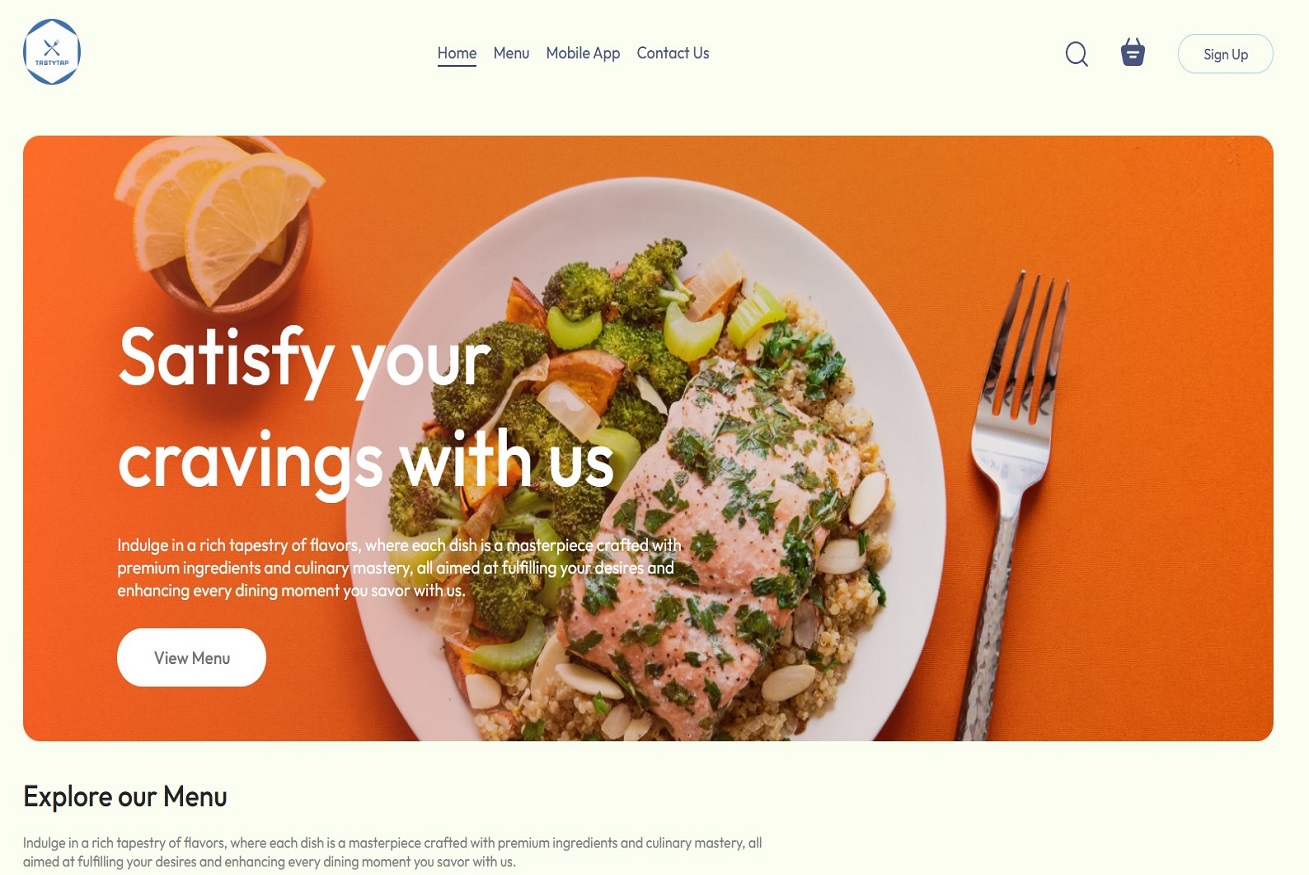 TASTYTAP
Home Menu Mobile App Contact Us
Sign Up
Satisfy your
cravings with us
Indulge in a rich tapestry of flavors, where each dish is a masterpiece crafted with
premium ingredients and culinary mastery, all aimed at fulfilling your desires and
enhancing every dining moment you savor with us.
View Menu
Explore our Menu
Indulge in a rich tapestry of flavors, where each dish is a masterpiece crafted with premium ingredients and culinary mastery, all
aimed at fulfilling your desires and enhancing every dining moment you savor with us.